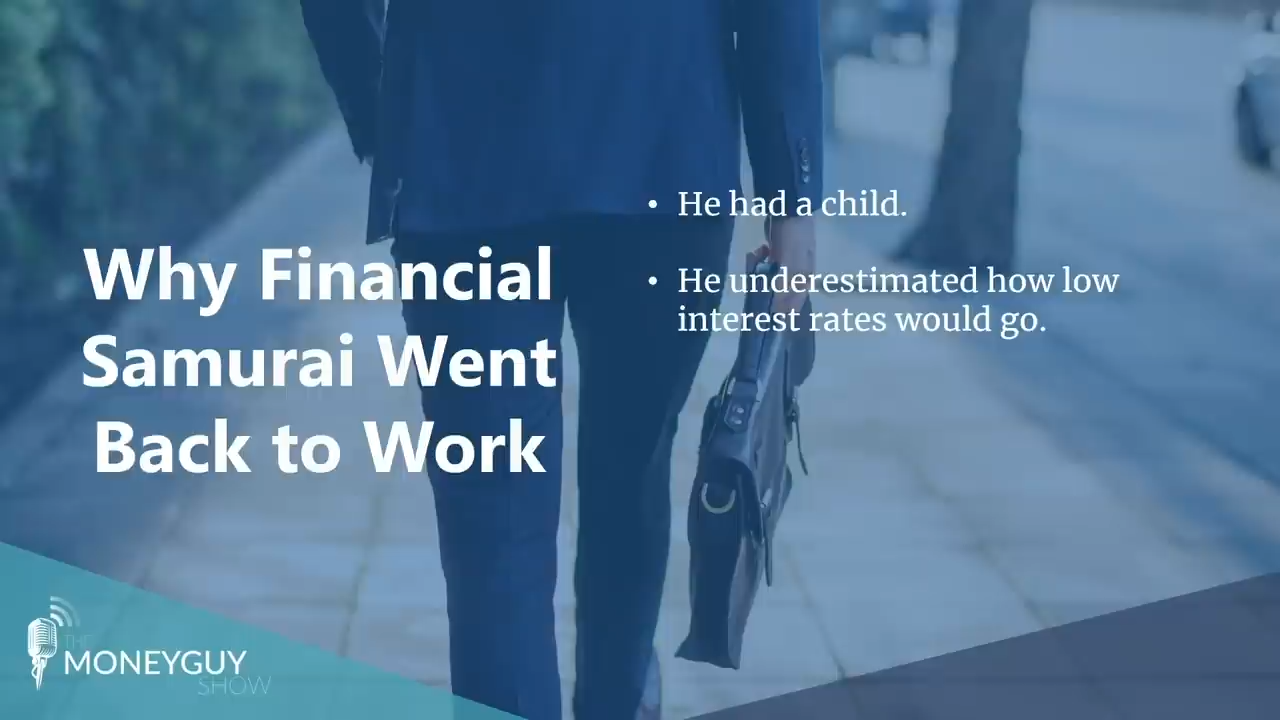 Why Financial
Samurai Went
Back to Work
• He had a child.
• He underestimated how low
interest rates would go.
THE
MONEYGUY
SHOW